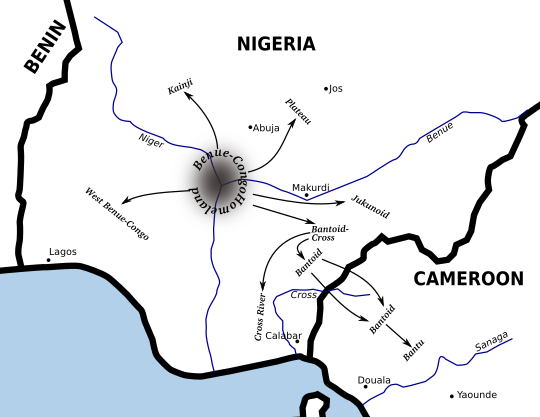 BENIN
NIGERIA
Kainji
Jos
Plateau
Abuja
Niger
Benue
Benue-Congo Homeland
Makurdi
West Benue-Congo
Jukunoid
Bantoid-
Cross
Lagos
Bantoid
CAMEROON
Cross
Cross River
Bantoid
Calabar
Bantu
Sanaga
Douala
Yaounde